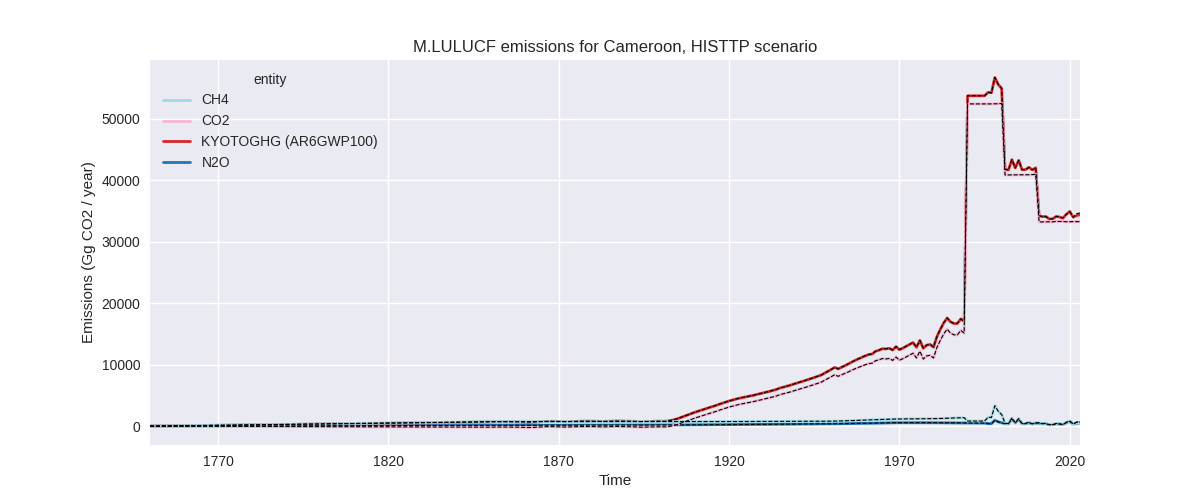 M.LULUCF emissions for Cameroon, HISTTP scenario
entity
CH4
CO2
KYOTOGHG (AR6GWP100)
N2O
Emissions (Gg CO2 / year)
50000
40000
30000
20000
10000
0
1770 1820 1870 1920 1970 2020
Time